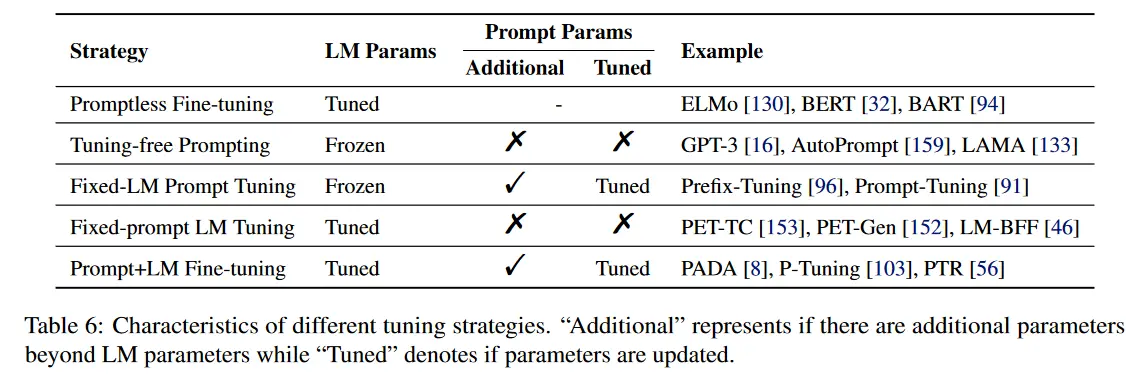 Prompt Params
Strategy LM Params Example
Additional Tuned
Promptless Fine-tuning Tuned - ELMo [130], BERT [32], BART [94]
Tuning-free Prompting Frozen ✗ ✗ GPT-3 [16], AutoPrompt [159], LAMA [133]
Fixed-LM Prompt Tuning Frozen ✓ Tuned Prefix-Tuning [96], Prompt-Tuning [91]
Fixed-prompt LM Tuning Tuned ✗ ✗ PET-TC [153], PET-Gen [152], LM-BFF [46]
Prompt+LM Fine-tuning Tuned ✓ Tuned PADA [8], P-Tuning [103], PTR [56]
Table 6: Characteristics of different tuning strategies. “Additional” represents if there are additional parameters
beyond LM parameters while “Tuned” denotes if parameters are updated.